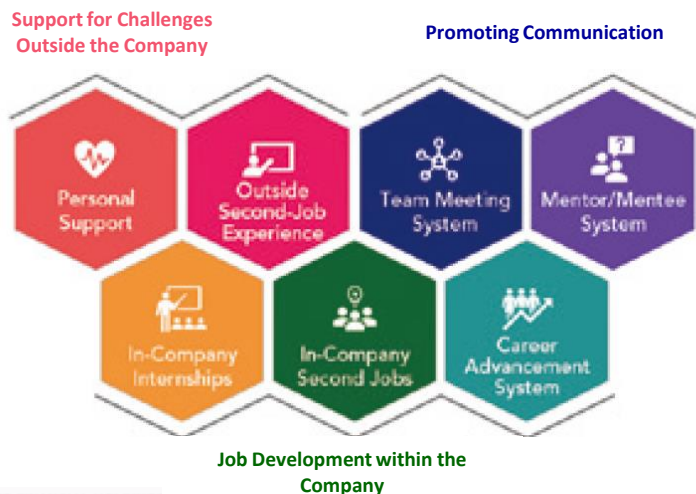 Support for Challenges
Outside the Company
Promoting Communication
Personal
Support
Outside
Second-Job
Experience
Team Meeting
System
?
Mentor/Mentee
System
In-Company
Internships
In-Company
Second Jobs
Career
Advancement
System
Job Development within the
Company